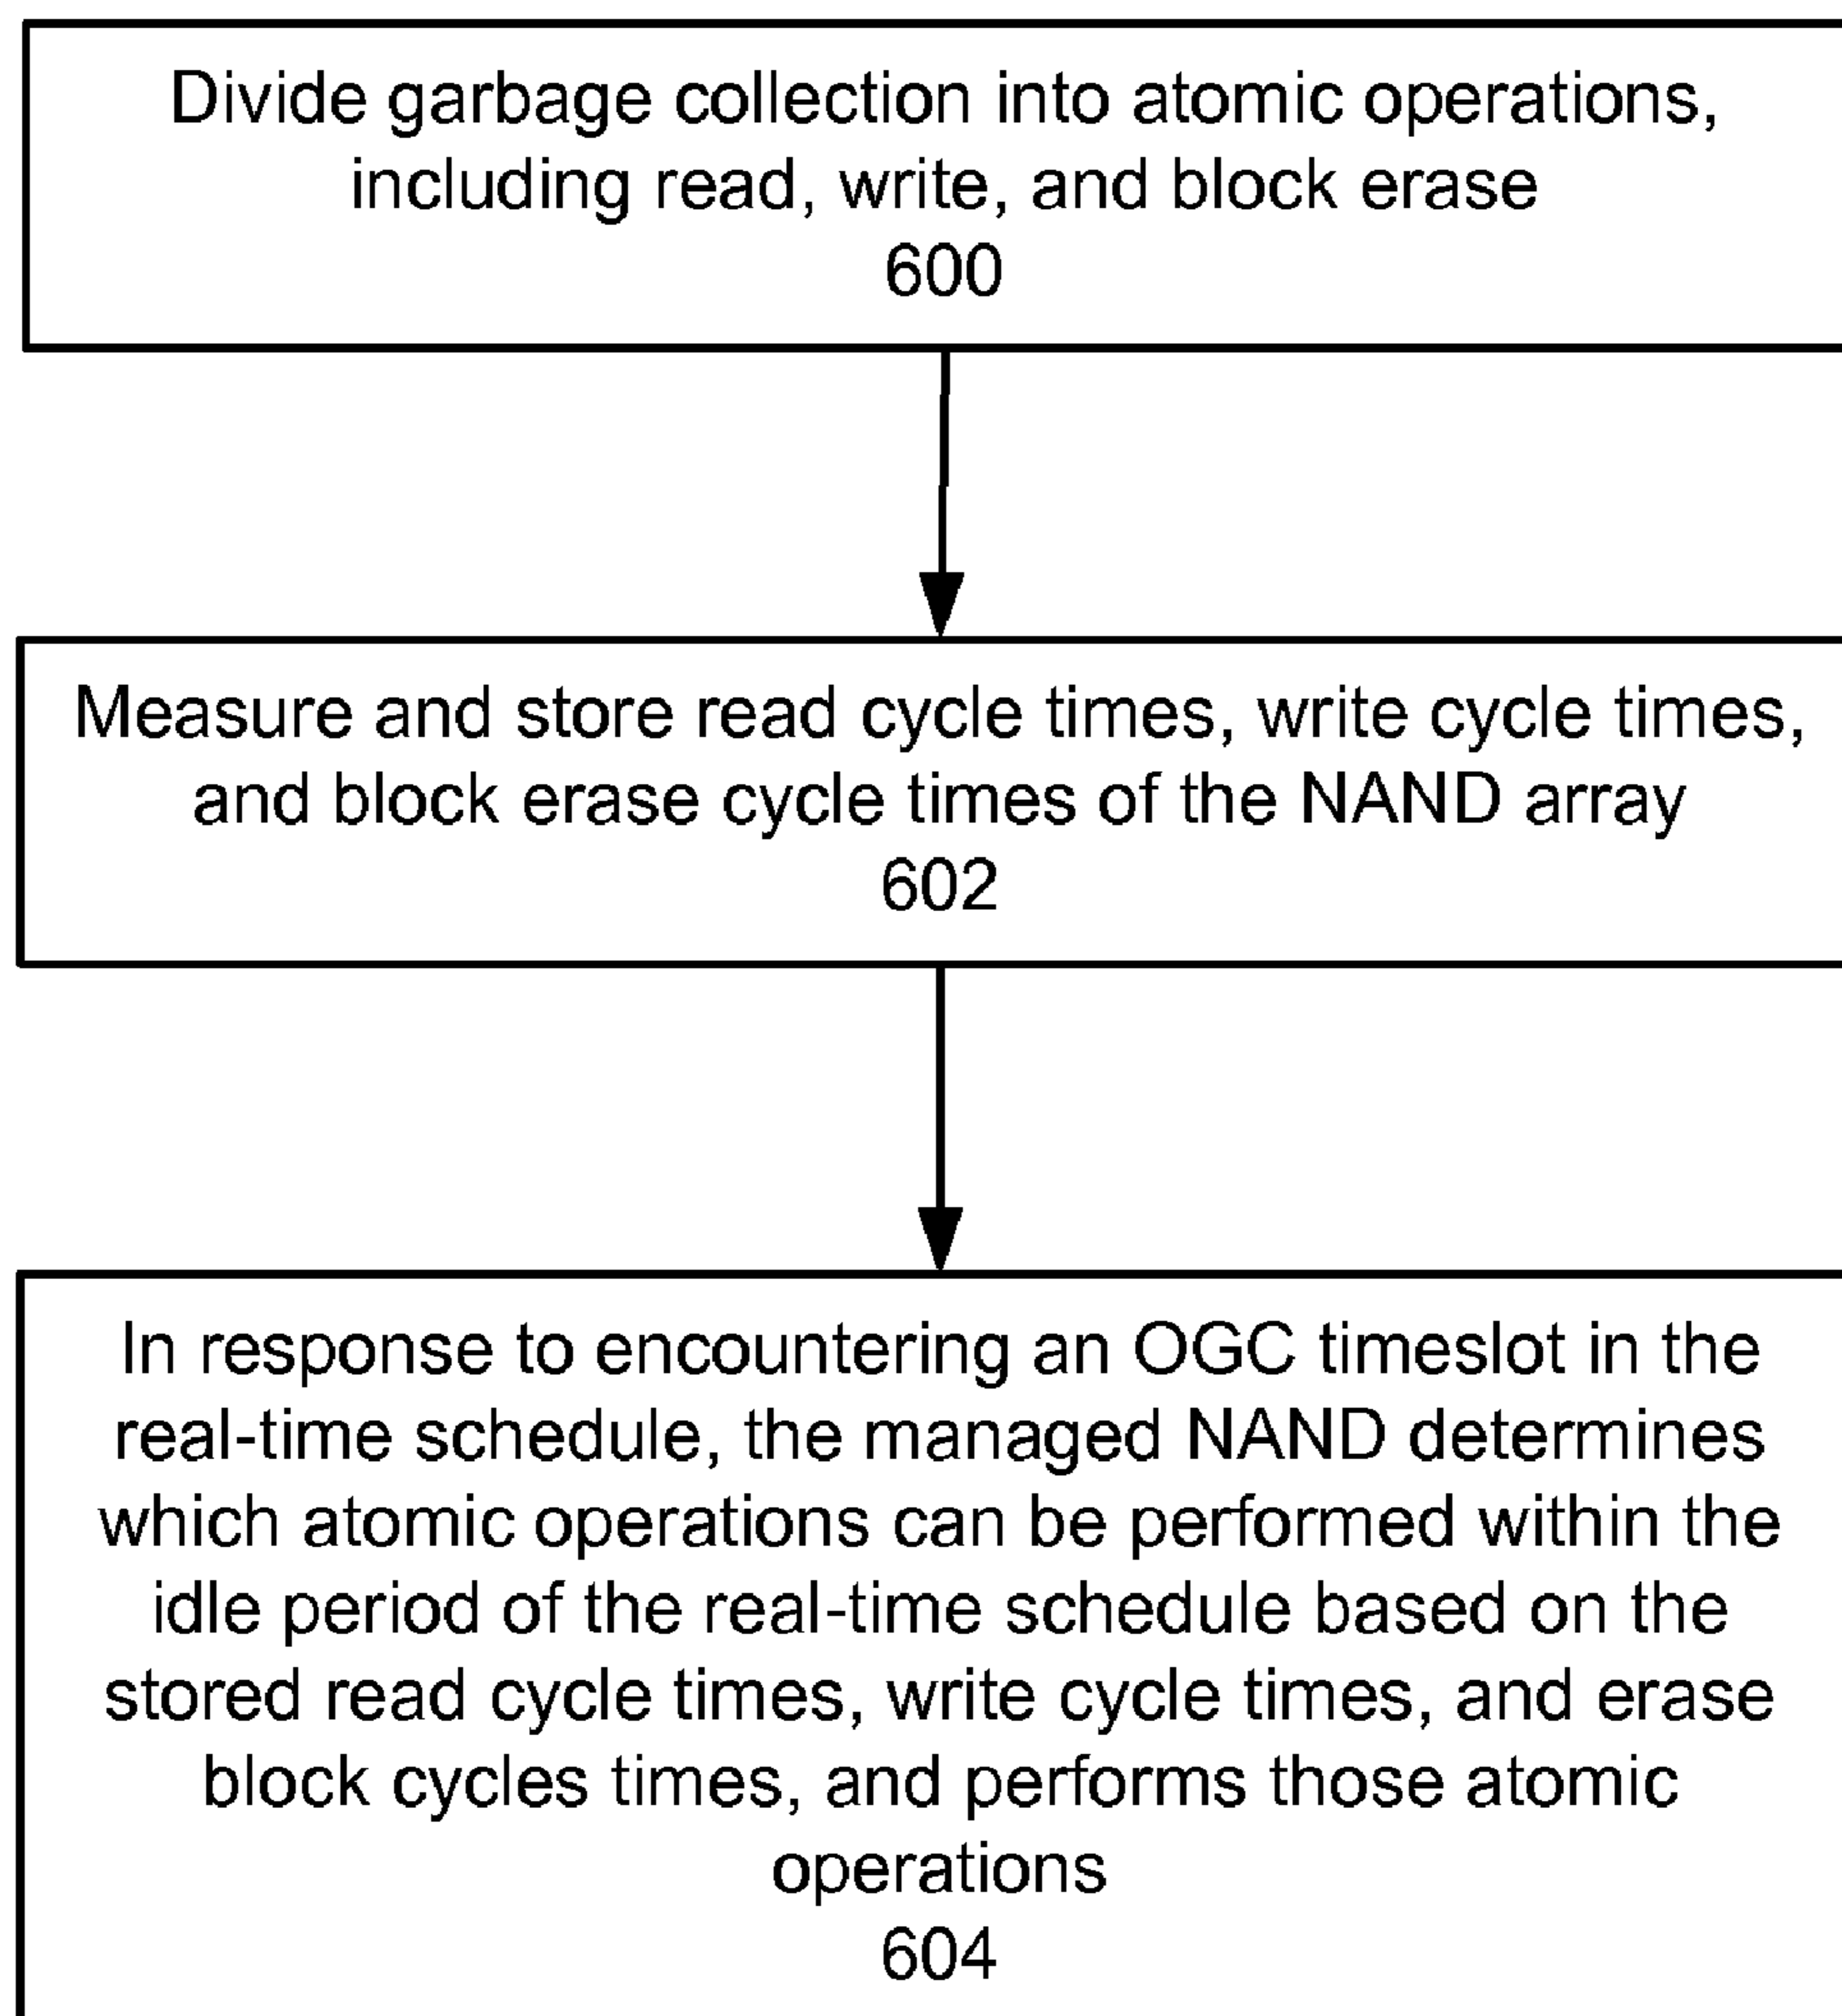 Divide garbage collection into atomic operations,
including read, write, and block erase
600
Measure and store read cycle times, write cycle times,
and block erase cycle times of the NAND array
602
In response to encountering an OGC timeslot in the
real-time schedule, the managed NAND determines
which atomic operations can be performed within the
idle period of the real-time schedule based on the
stored read cycle times, write cycle times, and erase
block cycles times, and performs those atomic
operations
604